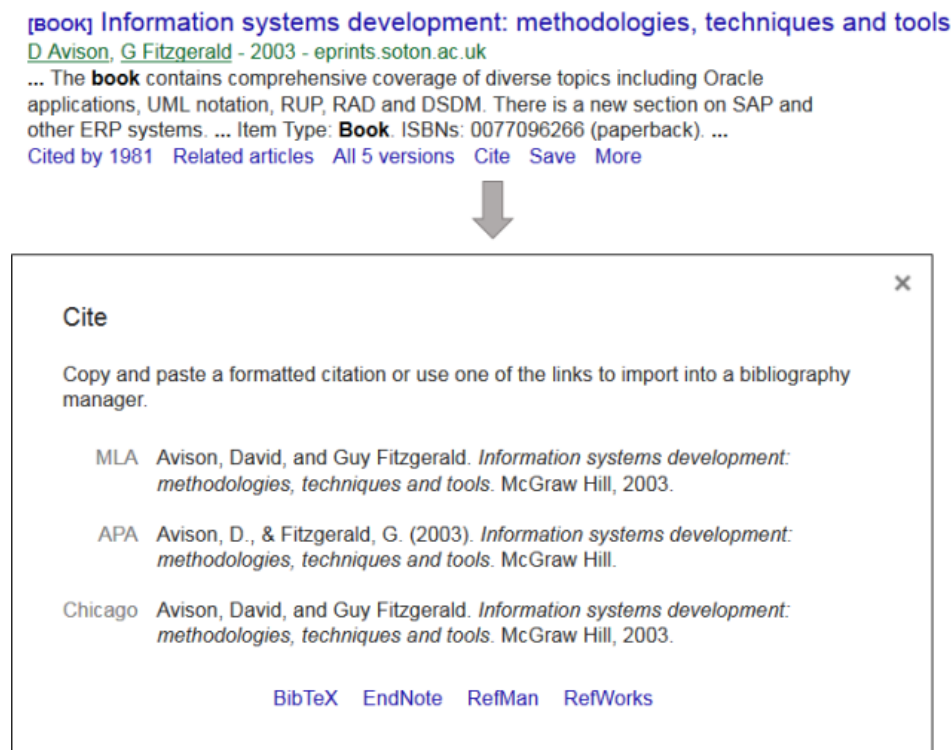 [BOOK] Information systems development: methodologies, techniques and tools
D Avison, G Fitzgerald - 2003 - eprints.soton.ac.uk
... The book contains comprehensive coverage of diverse topics including Oracle
applications, UML notation, RUP, RAD and DSDM. There is a new section on SAP and
other ERP systems. ... Item Type: Book. ISBNs: 0077096266 (paperback). ...
Cited by 1981 Related articles All 5 versions Cite Save More
×
Cite
Copy and paste a formatted citation or use one of the links to import into a bibliography
manager.
MLA Avison, David, and Guy Fitzgerald. Information systems development:
methodologies, techniques and tools. McGraw Hill, 2003.
APA Avison, D., & Fitzgerald, G. (2003). Information systems development:
methodologies, techniques and tools. McGraw Hill.
Chicago Avison, David, and Guy Fitzgerald. Information systems development:
methodologies, techniques and tools. McGraw Hill, 2003.
BibTeX EndNote RefMan RefWorks